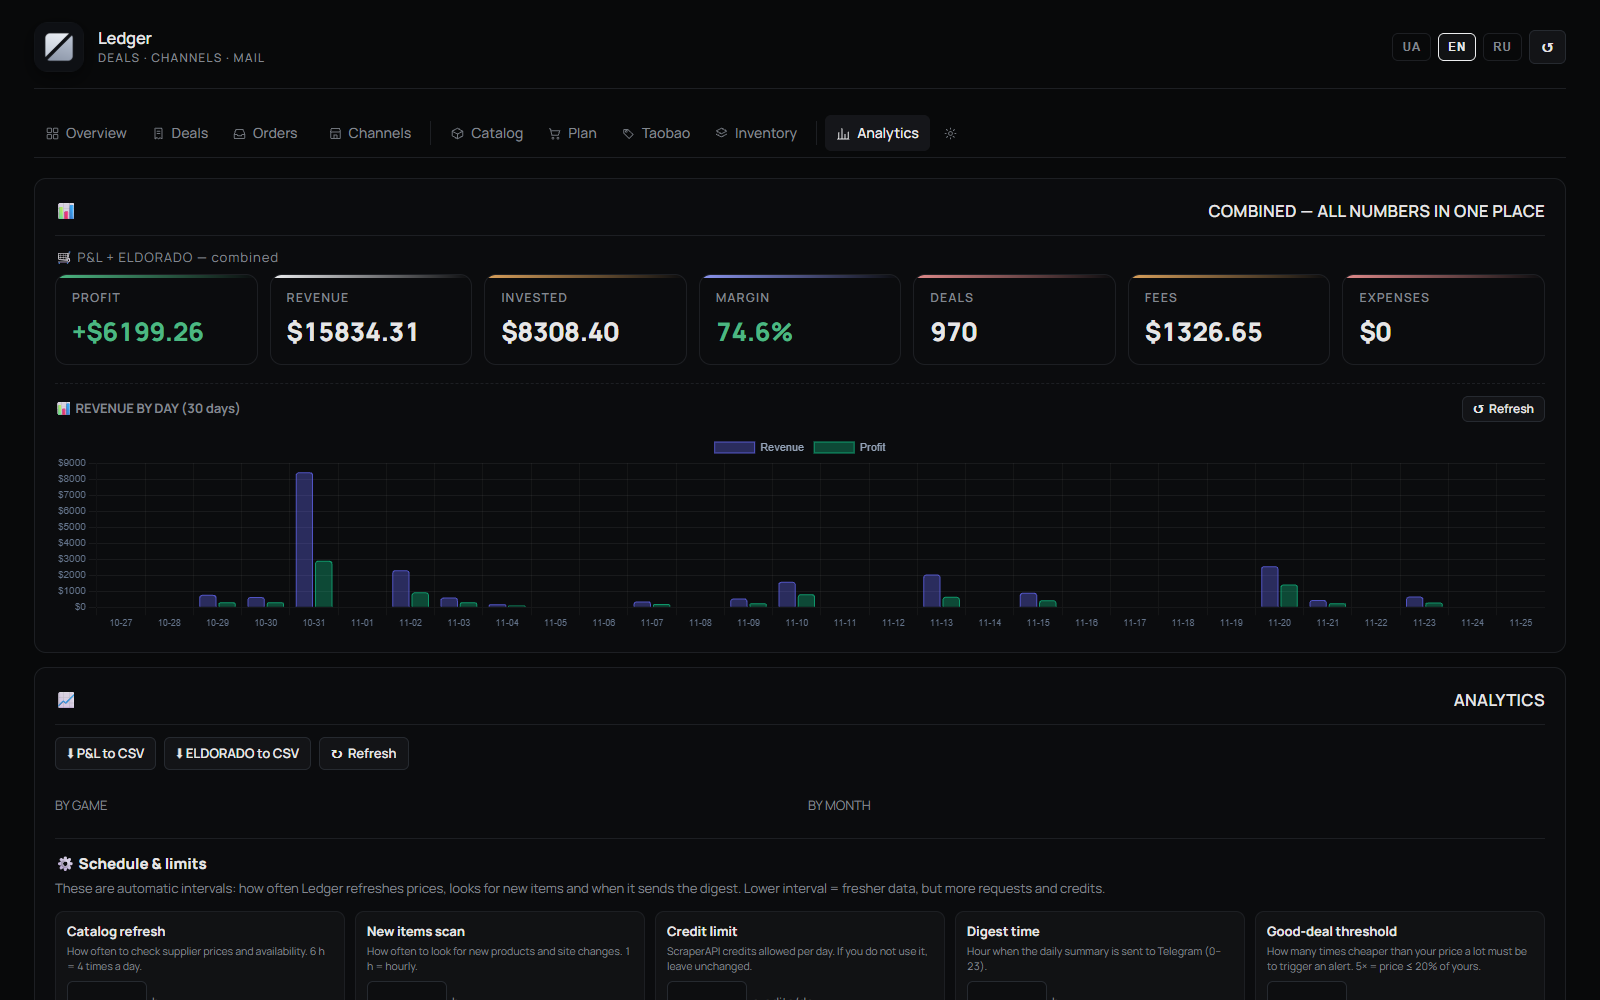 Ledger
DEALS · CHANNELS · MAIL
UA
EN
RU
Overview
Deals
Orders
Channels
Catalog
Plan
Taobao
Inventory
Analytics
COMBINED — ALL NUMBERS IN ONE PLACE
P&L + ELDORADO — combined
PROFIT
+$6199.26
REVENUE
$15834.31
INVESTED
$8308.40
MARGIN
74.6%
DEALS
970
FEES
$1326.65
EXPENSES
$0
REVENUE BY DAY (30 days)
↺ Refresh
Revenue
Profit
$9000
$8000
$7000
$6000
$5000
$4000
$3000
$2000
$1000
$0
10-27 10-28 10-29 10-30 10-31 11-01 11-02 11-03 11-04 11-05 11-06 11-07 11-08 11-09 11-10 11-11 11-12 11-13 11-14 11-15 11-16 11-17 11-18 11-19 11-20 11-21 11-22 11-23 11-24 11-25
ANALYTICS
⬇ P&L to CSV
⬇ ELDORADO to CSV
↻ Refresh
BY GAME
BY MONTH
Schedule & limits
These are automatic intervals: how often Ledger refreshes prices, looks for new items and when it sends the digest. Lower interval = fresher data, but more requests and credits.
Catalog refresh
How often to check supplier prices and availability. 6 h
= 4 times a day.
New items scan
How often to look for new products and site changes. 1
h = hourly.
Credit limit
ScraperAPI credits allowed per day. If you do not use it,
leave unchanged.
Digest time
Hour when the daily summary is sent to Telegram (0–
23).
Good-deal threshold
How many times cheaper than your price a lot must be
to trigger an alert. 5× = price ≤ 20% of yours.